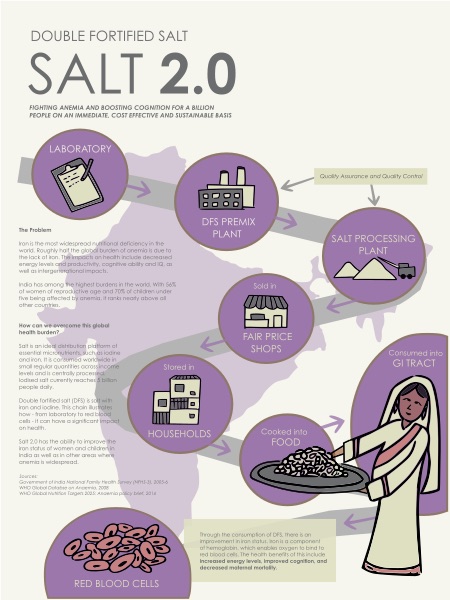 DOUBLE FORTIFIED SALT
SALT 2.0
FIGHTING ANEMIA AND BOOSTING COGNITION FOR A BILLION
PEOPLE ON AN IMMEDIATE, COST EFFECTIVE AND SUSTAINABLE BASIS
LABORATORY
DFS PREMIX
PLANT
Quality Assurance and Quality Control
SALT PROCESSING
PLANT
The Problem
Iron is the most widespread nutritional deficiency in the
world. Roughly half the global burden of anemia is due to
the lack of iron. The impacts on health include decreased
energy levels and productivity, cognitive ability and IQ, as
well as intergenerational impacts.
India has among the highest burdens in the world. With 56%
of women of reproductive age and 70% of children under
five being affected by anemia, it ranks nearly above all
other countries.
How can we overcome this global
health burden?
Salt is an ideal distribution platform of
essential micronutrients, such as iodine
and iron. It is consumed worldwide in
small regular quantities across income
levels and is centrally processed.
Iodised salt currently reaches 5 billion
people daily.
Double fortified salt (DFS) is salt with
iron and iodine. This chain illustrates
how - from laboratory to red blood
cells - it can have a significant impact
on health.
Salt 2.0 has the ability to improve the
iron status of women and children in
India as well as in other areas where
anemia is widespread.
Sources:
Government of India National Family Health Survey (NFHS-3), 2005-6
WHO Global Database on Anaemia, 2008
WHO Global Nutrition Targets 2025: Anaemia policy brief, 2014
Sold in
FAIR PRICE
SHOPS
Stored in
HOUSEHOLDS
Cooked into
FOOD
Consumed into
GI TRACT
Through the consumption of DFS, there is an
improvement in iron status. Iron is a component
of hemoglobin, which enables oxygen to bind to
red blood cells. The health benefits of this include
increased energy levels, improved cognition, and
decreased maternal mortality.
RED BLOOD CELLS